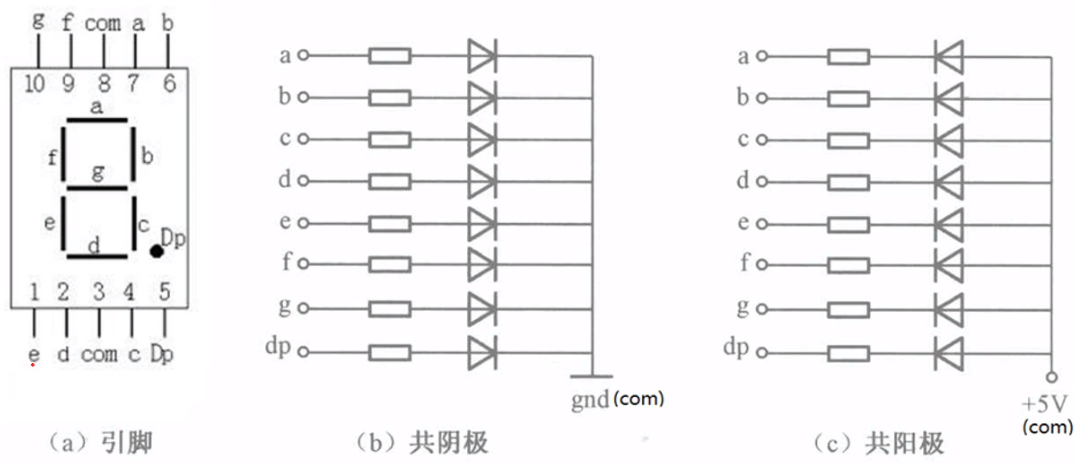 g f com a b
10 9 8 7 6
a
f b
g
e c
d Dp
1 2 3 4 5
e d com c Dp
(a) 引脚
a
b
c
d
e
f
g
dp
gnd (com)
(b) 共阴极
a
b
c
d
e
f
g
dp
+5V
(com)
(c) 共阳极